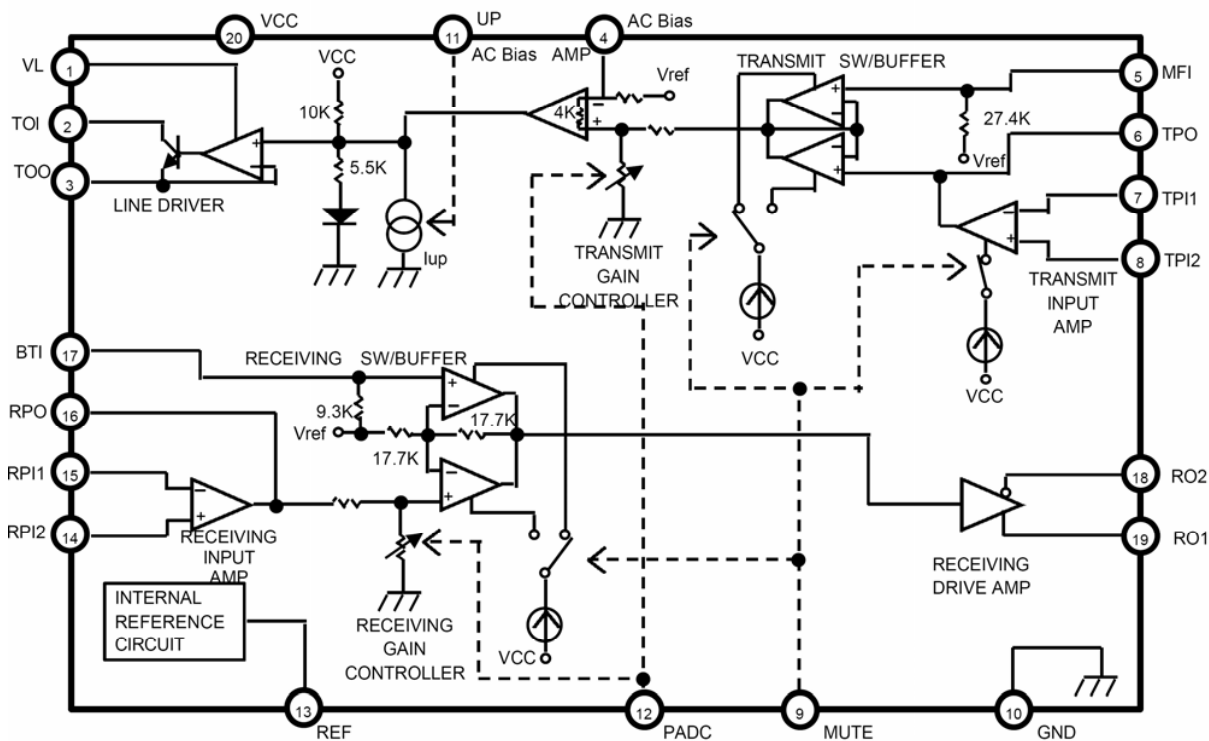 VCC
20
UP
11
AC Bias
4
AC Bias AMP
VL
1
VCC
Vref
TRANSMIT SW/BUFFER
5
MFI
TOI
2
10K
4K
27.4K
6
TPO
Vref
TOO
3
5.5K
7
TPI1
LINE DRIVER
Iup
TRANSMIT
GAIN
CONTROLLER
8
TPI2
TRANSMIT
INPUT
AMP
VCC
VCC
BTI
17
RECEIVING SW/BUFFER
RPO
16
9.3K
17.7K
Vref
17.7K
RPI1
15
18
RO2
RPI2
14
RECEIVING
INPUT
AMP
19
RO1
RECEIVING
DRIVE AMP
INTERNAL
REFERENCE
CIRCUIT
RECEIVING
GAIN
CONTROLLER
VCC
13
REF
12
PADC
9
MUTE
10
GND